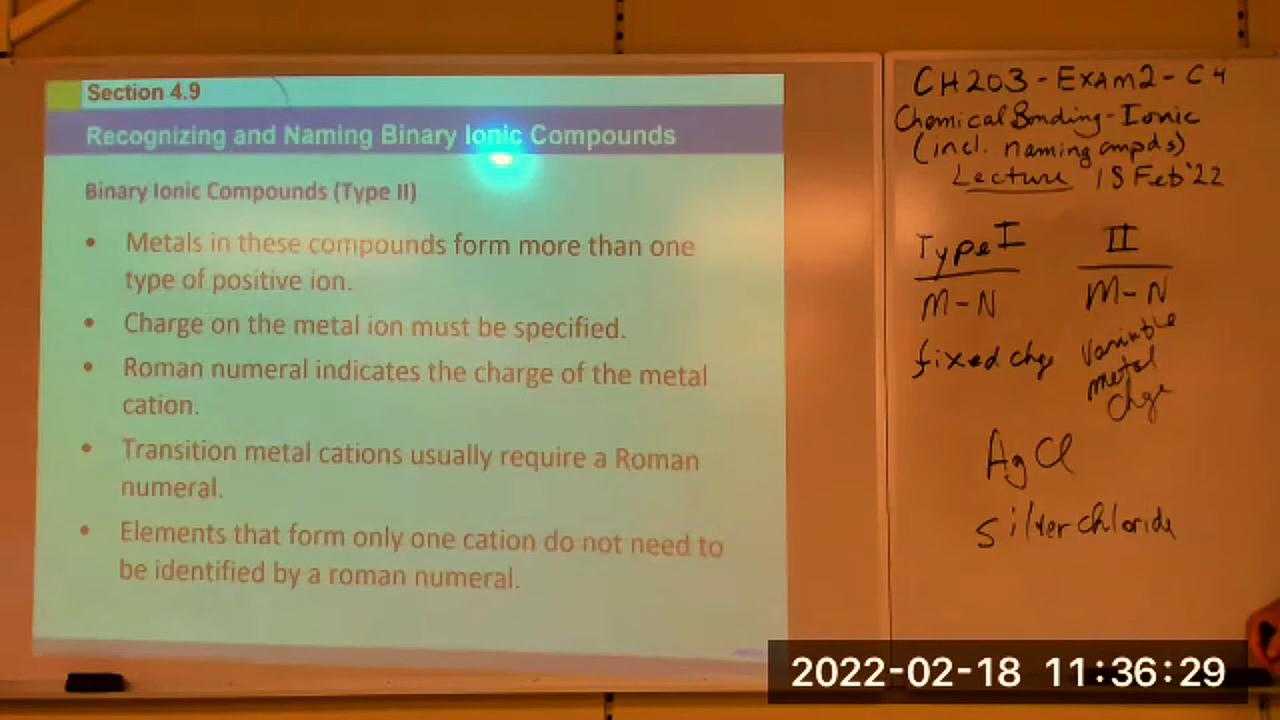 Section 4.9
Recognizing and Naming Binary Ionic Compounds
Binary Ionic Compounds (Type II)
• Metals in these compounds form more than one
type of positive ion.
• Charge on the metal ion must be specified.
• Roman numeral indicates the charge of the metal
cation.
• Transition metal cations usually require a Roman
numeral.
• Elements that form only one cation do not need to
be identified by a roman numeral.
CH203-EXAM2-C4
Chemical Bonding-Ionic
(incl. naming cmpds)
Lecture 18 Feb'22
Type I
M-N
fixed chg
II
M-N
variable
metal
chge
AgCl
silver chloride
2022-02-18 11:36:29